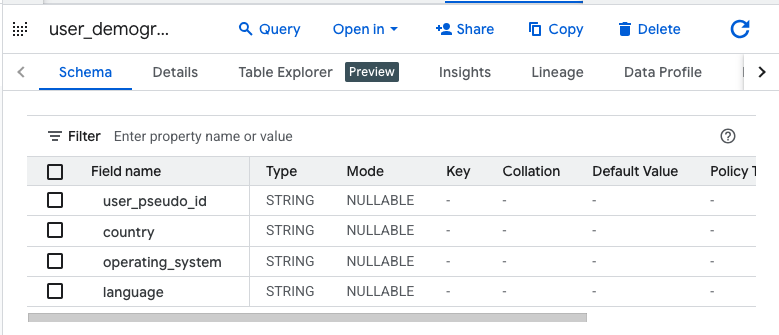 user_demogr... Query Open in Share Copy Delete
Schema Details Table Explorer Preview Insights Lineage Data Profile
Filter Enter property name or value
Field name Type Mode Key Collation Default Value Policy T
user_pseudo_id STRING NULLABLE - - - -
country STRING NULLABLE - - - -
operating_system STRING NULLABLE - - - -
language STRING NULLABLE - - - -